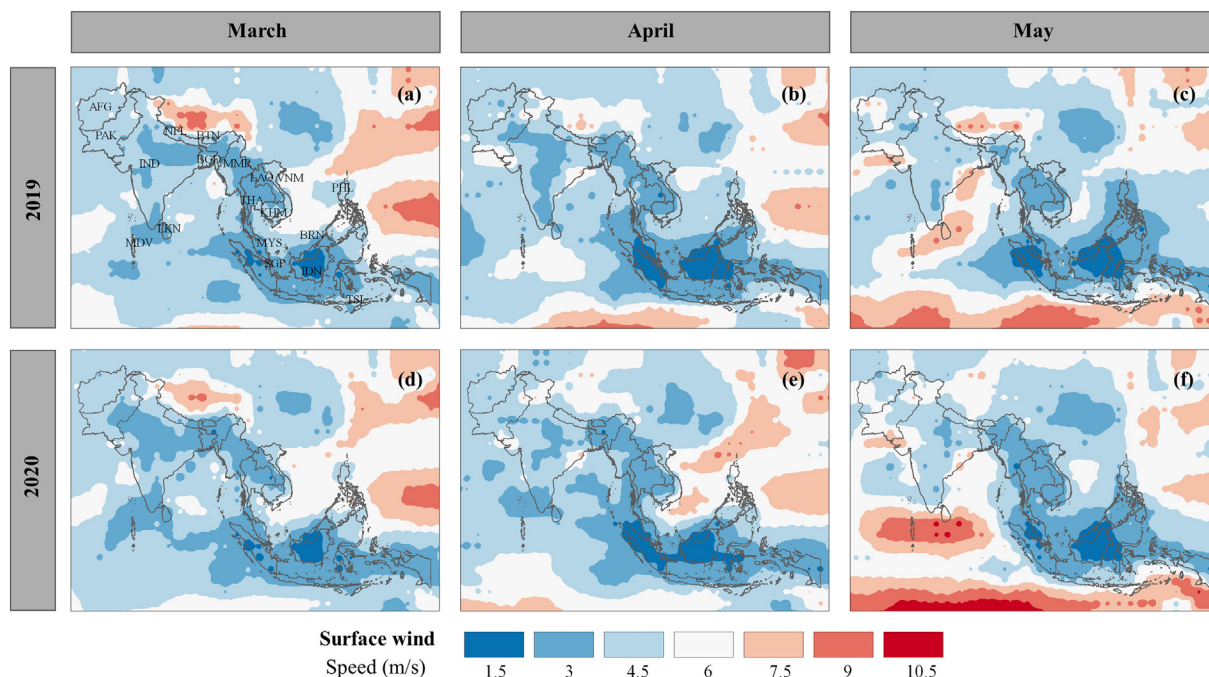 March April May
2019
(a) (b) (c)
AFG
PAK NPL BTN
IND BGD MMR
LAO VNM
PHL
THA
KHM
LKN
MDV MYS BRN
SGP
IDN
TSL
2020
(d) (e) (f)
Surface wind
Speed (m/s) 1.5 3 4.5 6 7.5 9 10.5